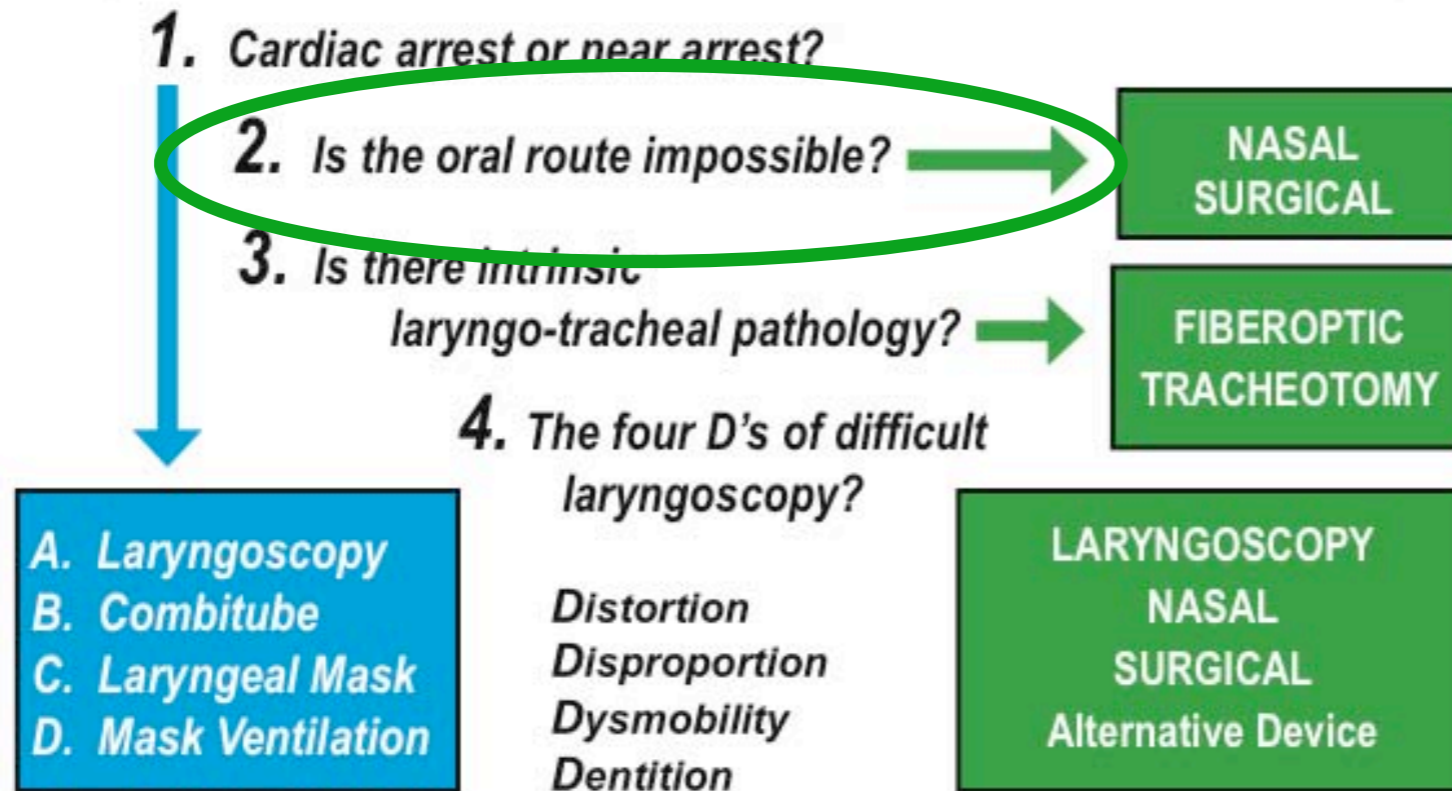 1. Cardiac arrest or near arrest?
2. Is the oral route impossible?
NASAL
SURGICAL
3. Is there intrinsic
laryngo-tracheal pathology?
FIBEROPTIC
TRACHEOTOMY
4. The four D's of difficult
laryngoscopy?
A. Laryngoscopy
B. Combitube
C. Laryngeal Mask
D. Mask Ventilation
Distortion
Disproportion
Dysmobility
Dentition
LARYNGOSCOPY
NASAL
SURGICAL
Alternative Device